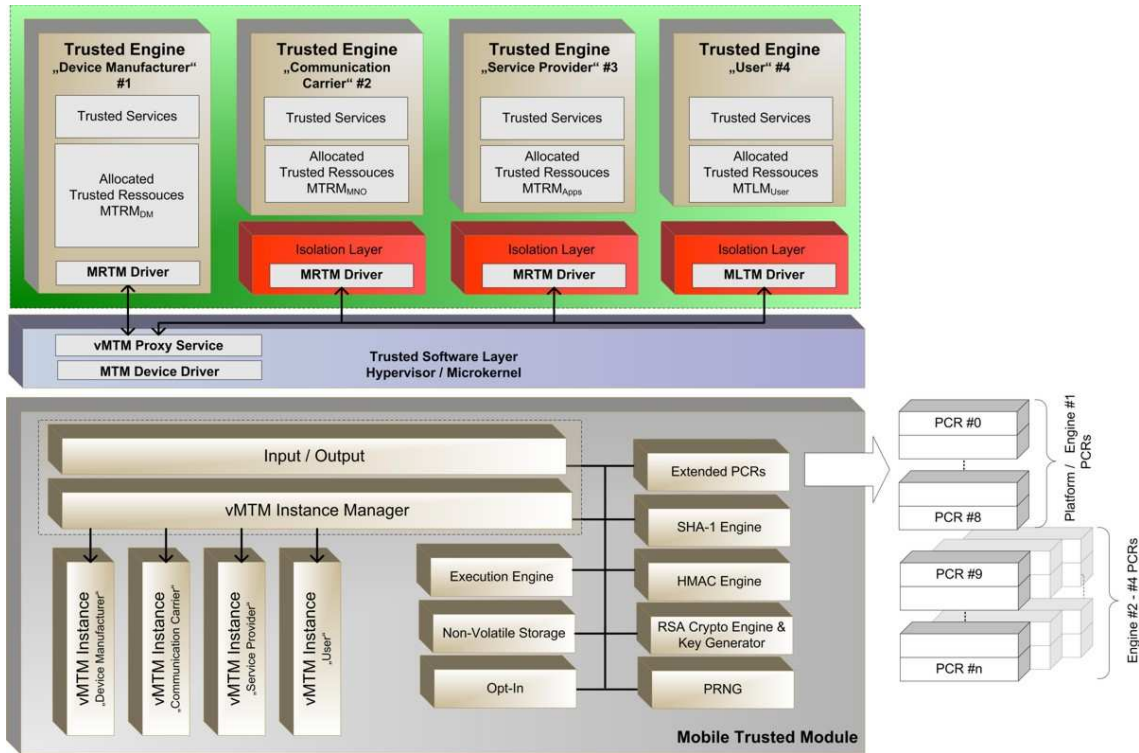 Trusted Engine
„Device Manufacturer“
#1
Trusted Services
Allocated
Trusted Ressouces
MTRMDM
MRTM Driver
Trusted Engine
„Communication
Carrier“ #2
Trusted Services
Allocated
Trusted Ressouces
MTRMMNO
Isolation Layer
MRTM Driver
Trusted Engine
„Service Provider“ #3
Trusted Services
Allocated
Trusted Ressouces
MTRMApps
Isolation Layer
MRTM Driver
Trusted Engine
„User“ #4
Trusted Services
Allocated
Trusted Ressouces
MTLMUser
Isolation Layer
MLTM Driver
vMTM Proxy Service
MTM Device Driver
Trusted Software Layer
Hypervisor / Microkernel
Input / Output
vMTM Instance Manager
vMTM Instance
„Device Manufacturer“
vMTM Instance
„Communication Carrier“
vMTM Instance
„Service Provider“
vMTM Instance
„User“
Execution Engine
Non-Volatile Storage
Opt-In
Extended PCRs
SHA-1 Engine
HMAC Engine
RSA Crypto Engine &
Key Generator
PRNG
Mobile Trusted Module
PCR #0
PCR #8
Platform / Engine #1
PCRs
PCR #9
PCR #n
Engine #2 - #4 PCRs